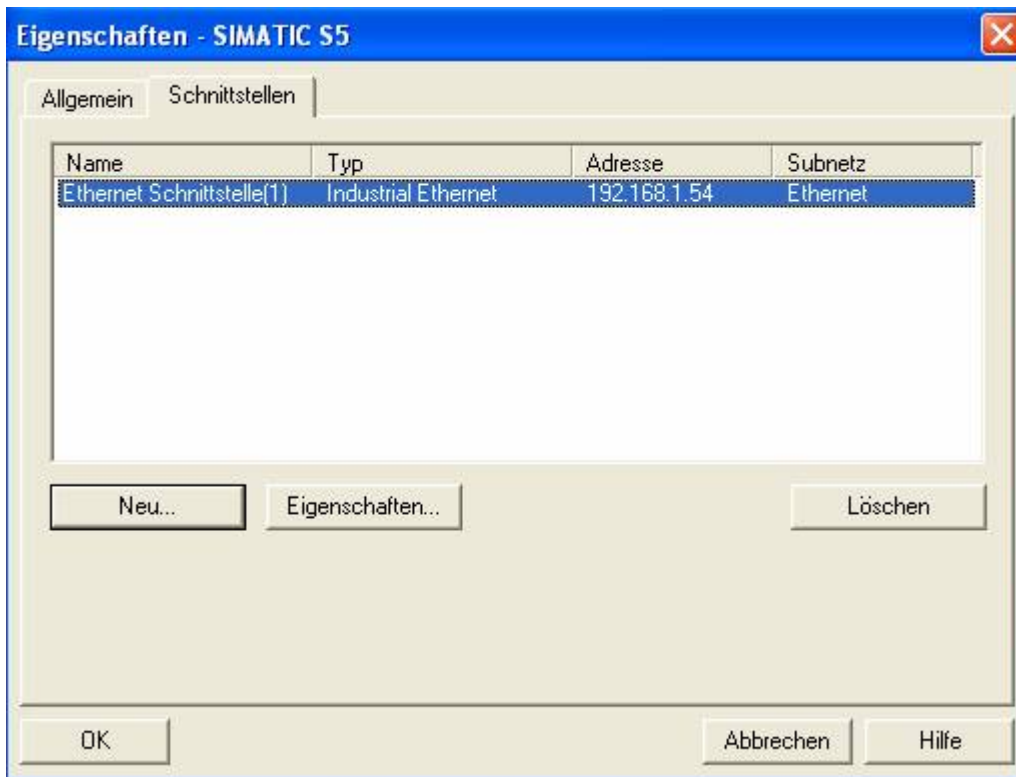 Eigenschaften - SIMATIC S5
Allgemein Schnittstellen
Name Typ Adresse Subnetz
Ethernet Schnittstelle(1) Industrial Ethernet 192.168.1.54 Ethernet
Neu... Eigenschaften... Löschen
OK Abbrechen Hilfe